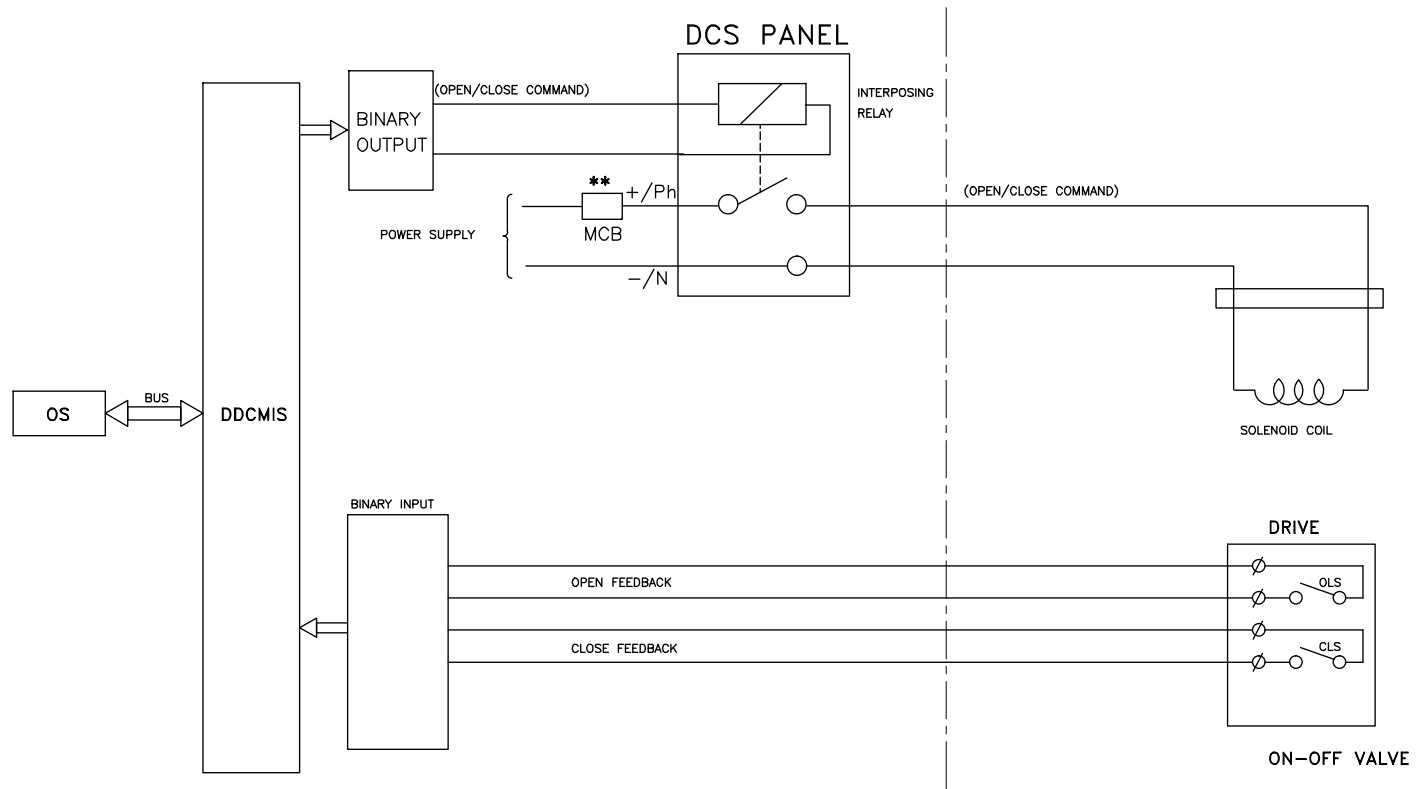 DCS PANEL
(OPEN/CLOSE COMMAND)
INTERPOSING
RELAY
BINARY
OUTPUT
**
+/Ph
(OPEN/CLOSE COMMAND)
POWER SUPPLY
MCB
-/N
BUS
OS
DDCMIS
SOLENOID COIL
BINARY INPUT
DRIVE
OPEN FEEDBACK
OLS
CLOSE FEEDBACK
CLS
ON-OFF VALVE